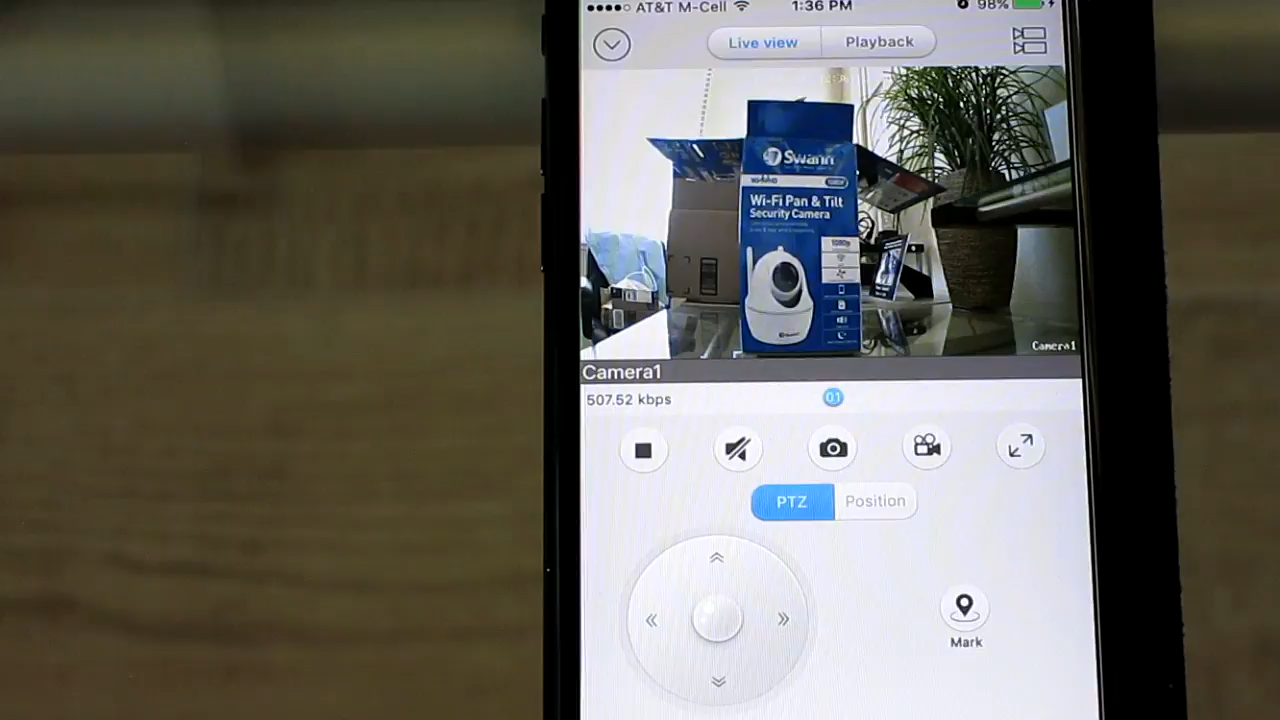 AT&T M-Cell 1:36 PM 98%
Live view Playback
Swann
1080p
Wi-Fi Pan & Tilt
Security Camera
1080p
Camera1
Camera1
507.52 kbps 01
PTZ Position
Mark